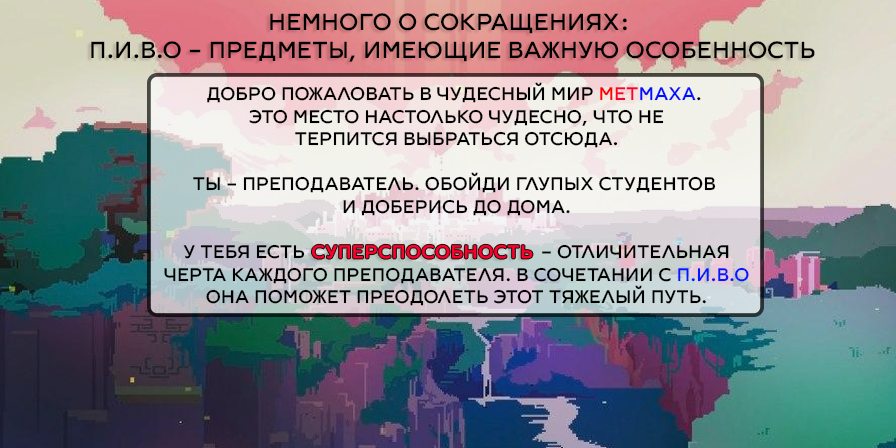 НЕМНОГО О СОКРАЩЕНИЯХ:
П.И.В.О – ПРЕДМЕТЫ, ИМЕЮЩИЕ ВАЖНУЮ ОСОБЕННОСТЬ
ДОБРО ПОЖАЛОВАТЬ В ЧУДЕСНЫЙ МИР МЕТМАХА.
ЭТО МЕСТО НАСТОЛЬКО ЧУДЕСНО, ЧТО НЕ
ТЕРПИТСЯ ВЫБРАТЬСЯ ОТСЮДА.
ТЫ – ПРЕПОДАВАТЕЛЬ. ОБОЙДИ ГЛУПЫХ СТУДЕНТОВ
И ДОБЕРИСЬ ДО ДОМА.
У ТЕБЯ ЕСТЬ СУПЕРСПОСОБНОСТЬ – ОТЛИЧИТЕЛЬНАЯ
ЧЕРТА КАЖДОГО ПРЕПОДАВАТЕЛЯ. В СОЧЕТАНИИ С П.И.В.О
ОНА ПОМОЖЕТ ПРЕОДОЛЕТЬ ЭТОТ ТЯЖЕЛЫЙ ПУТЬ.